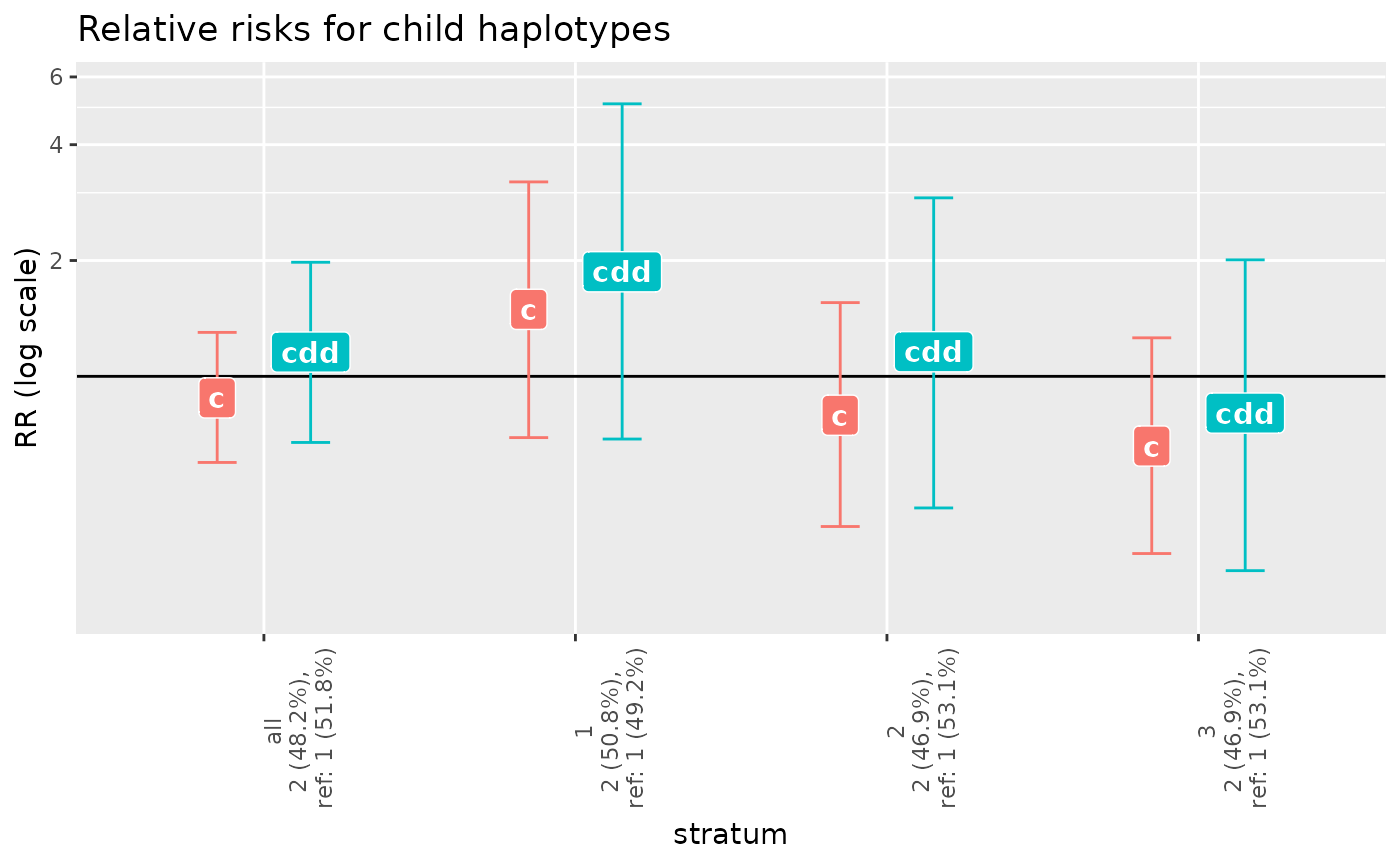 Relative risks for child haplotypes
6
4
2
RR (log scale)
c
cdd
c
cdd
c
cdd
c
cdd
all
2 (48.2%),
ref: 1 (51.8%)
1
2 (50.8%),
ref: 1 (49.2%)
2
2 (46.9%),
ref: 1 (53.1%)
3
2 (46.9%),
ref: 1 (53.1%)
stratum